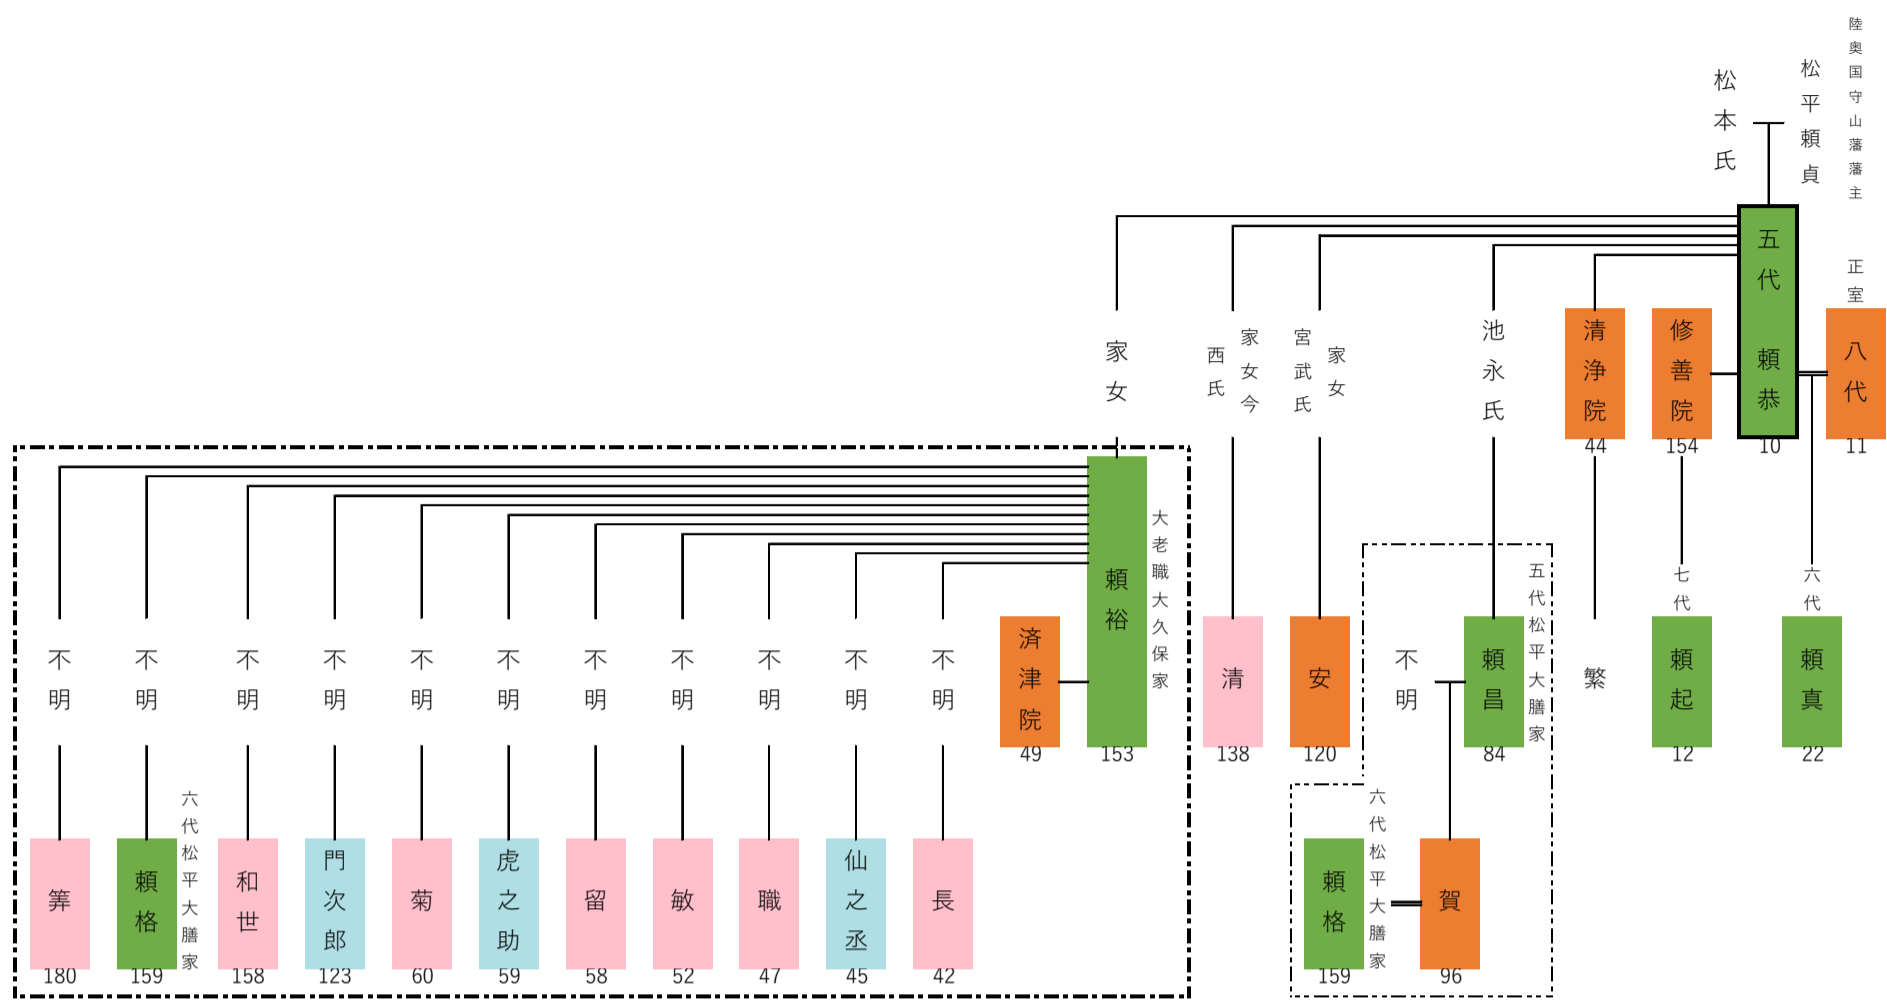 陸奥国守山藩藩主
松平頼貞
松本氏
五代 頼恭
10
正室
八代
11
修善院
154
清浄院
44
池永氏
家女
宮武氏
家女今
西氏
家女
六代
頼真
22
七代
頼起
12
繁
五代松平大膳家
頼昌
84
不明
安
120
清
138
大老職大久保家
頼裕
153
済津院
49
不明
不明
不明
不明
不明
不明
不明
不明
不明
不明
不明
賀
96
六代松平大膳家
頼格
159
長
42
仙之丞
45
職
47
敏
52
留
58
虎之助
59
菊
60
門次郎
123
和世
158
六代松平大膳家
頼格
159
筭
180